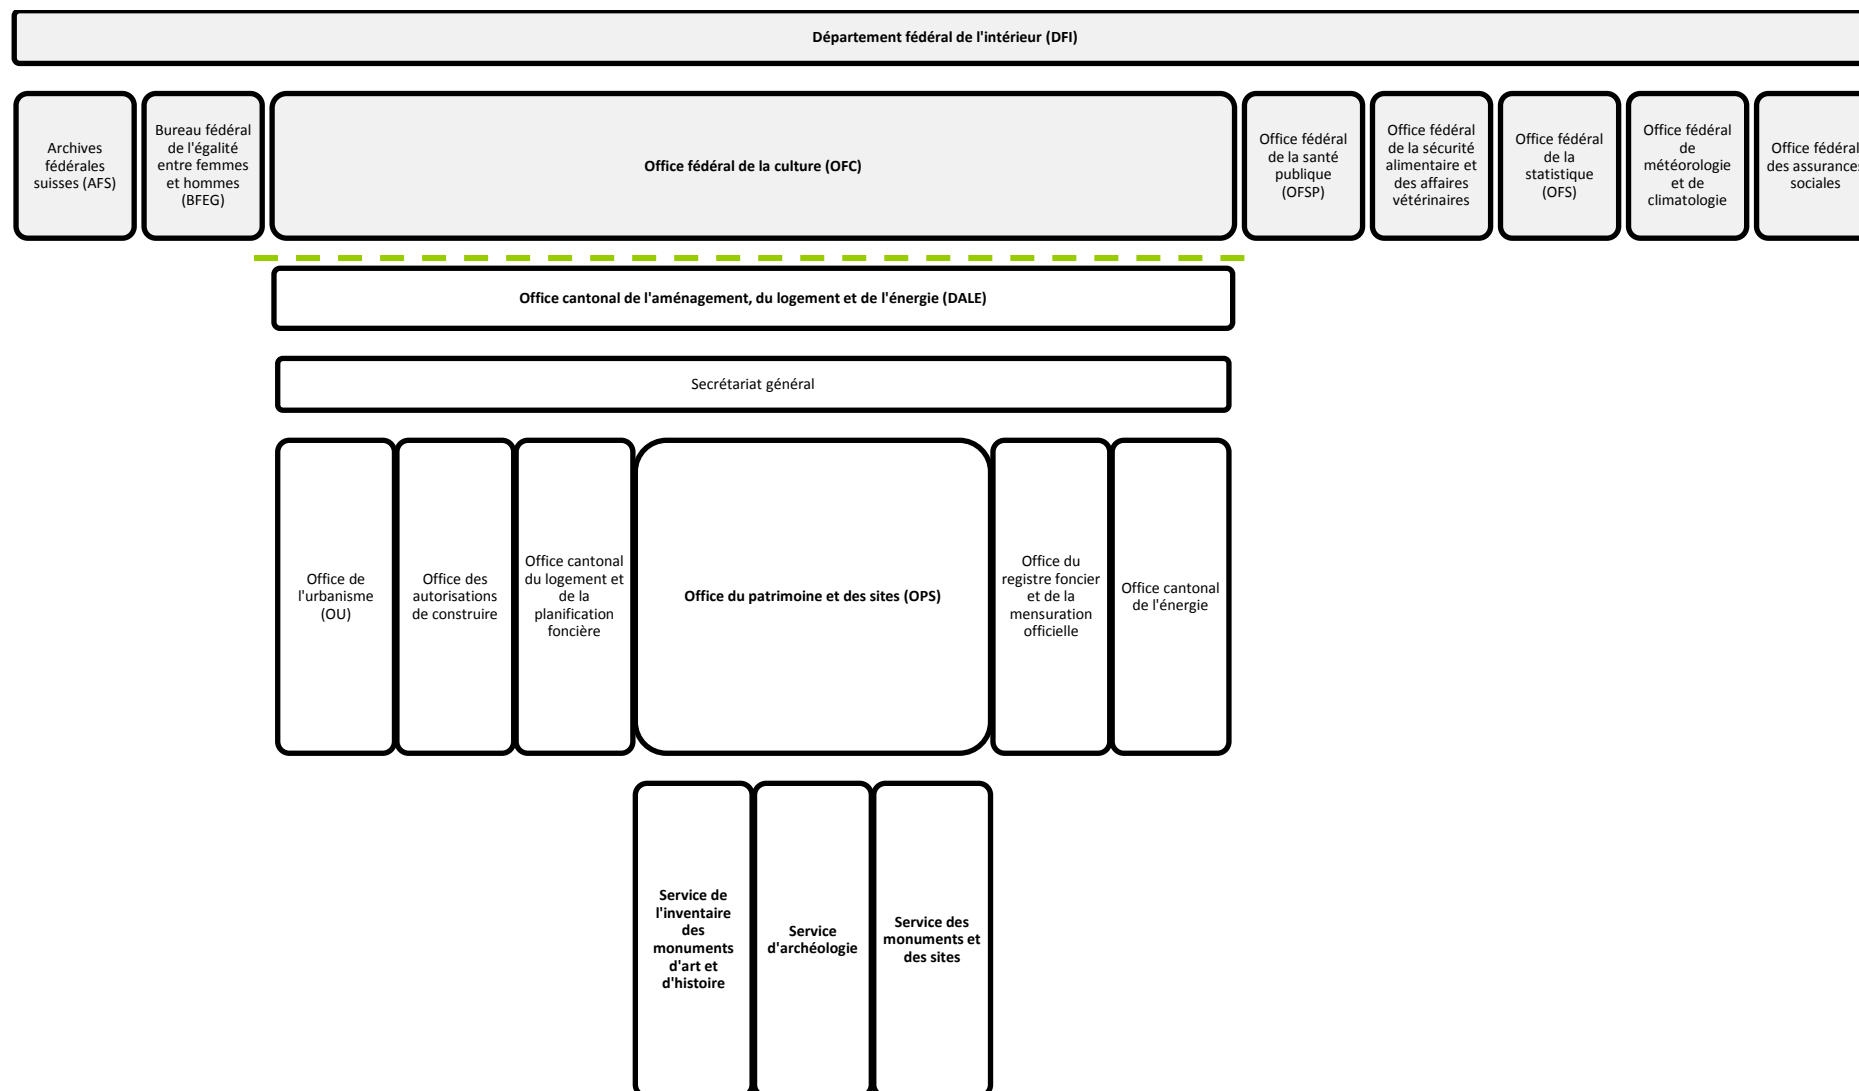 Département fédéral de l'intérieur (DFI)
Archives
fédérales
suisses (AFS)
Bureau fédéral
de l'égalité
entre femmes
et hommes
(BFEG)
Office fédéral de la culture (OFC)
Office fédéral
de la santé
publique
(OFSP)
Office fédéral
de la sécurité
alimentaire et
des affaires
vétérinaires
Office fédéral
de la
statistique
(OFS)
Office fédéral
de
météorologie
et de
climatologie
Office fédéral
des assurances
sociales
Office cantonal de l'aménagement, du logement et de l'énergie (DALE)
Secrétariat général
Office de
l'urbanisme
(OU)
Office des
autorisations
de construire
Office cantonal
du logement et
de la
planification
foncière
Office du patrimoine et des sites (OPS)
Office du
registre foncier
et de la
mensuration
officielle
Office cantonal
de l'énergie
Service de
l'inventaire
des
monuments
d'art et
d'histoire
Service
d'archéologie
Service des
monuments et
des sites